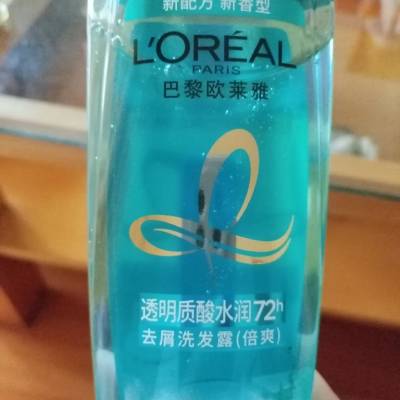 新配方 新香型
L'ORÉAL
PARIS
巴黎欧莱雅
透明质酸水润72h
去屑洗发露(倍爽)